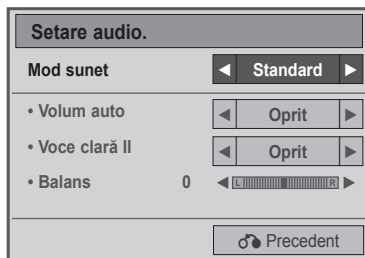 Setare audio.
Mod sunet ◄ Standard ►
• Volum auto ◄ Oprit ►
• Voce clară II ◄ Oprit ►
• Balans 0 ◄ L R ►
Precedent